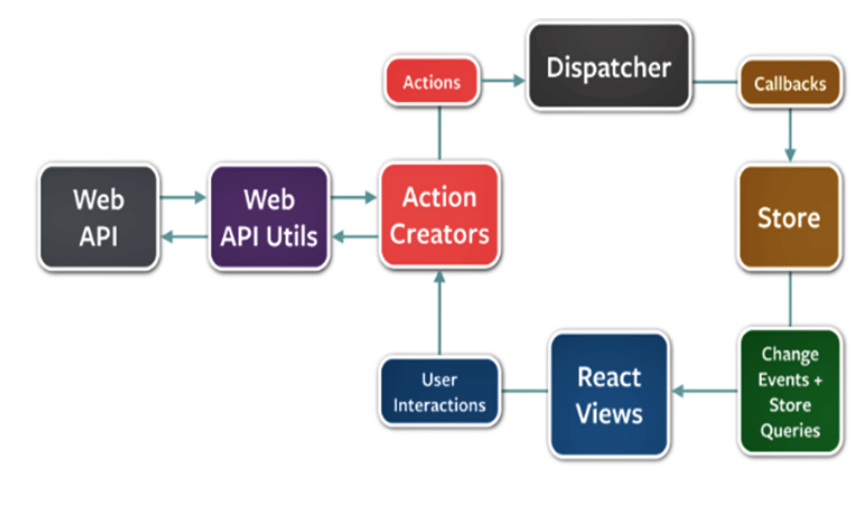 Actions
Dispatcher
Callbacks
Web
API
Web
API Utils
Action
Creators
Store
User
Interactions
React
Views
Change
Events +
Store
Queries